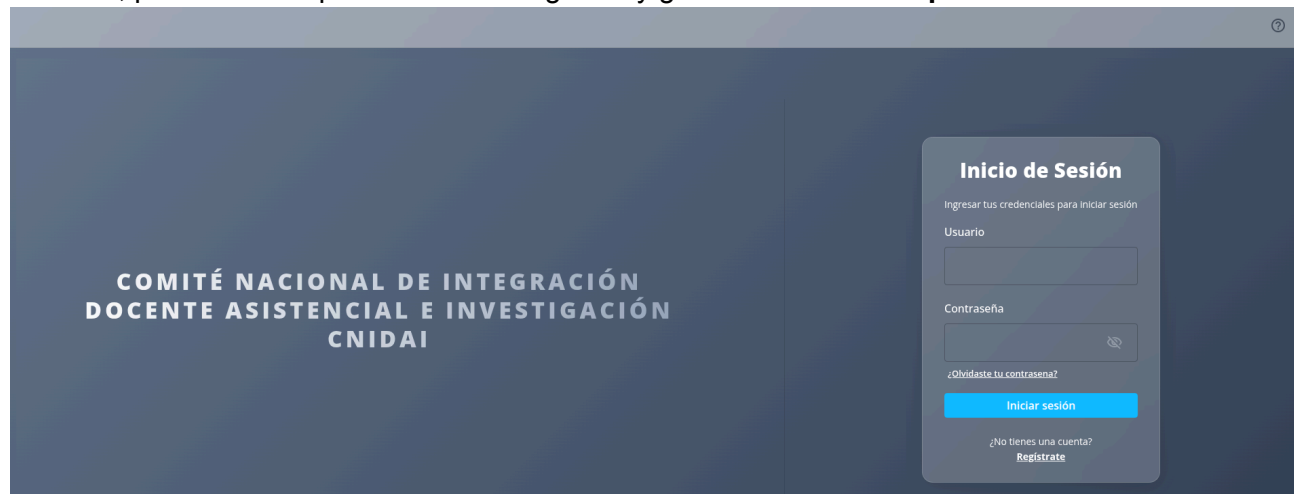 COMITÉ NACIONAL DE INTEGRACIÓN
DOCENTE ASISTENCIAL E INVESTIGACIÓN
CNIDAI
Inicio de Sesión
Ingresar tus credenciales para iniciar sesión
Usuario
Contraseña
¿Olvidaste tu contrasena?
Iniciar sesión
¿No tienes una cuenta?
Regístrate